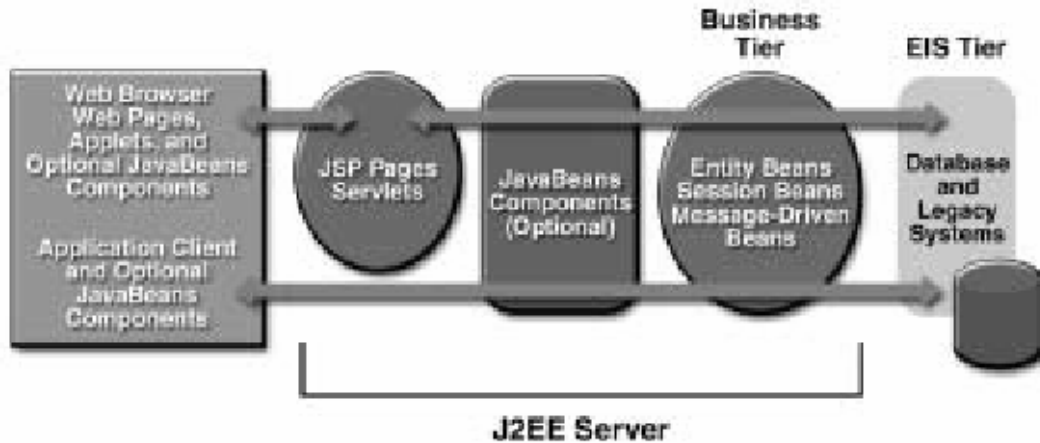 Business
Tier
EIS Tier
Web Browser
Web Pages,
Applets, and
Optional JavaBeans
Components
Application Client
and Optional
JavaBeans
Components
JSP Pages
Servlets
JavaBeans
Components
(Optional)
Entity Beans
Session Beans
Message-Driven
Beans
Database
and
Legacy
Systems
J2EE Server